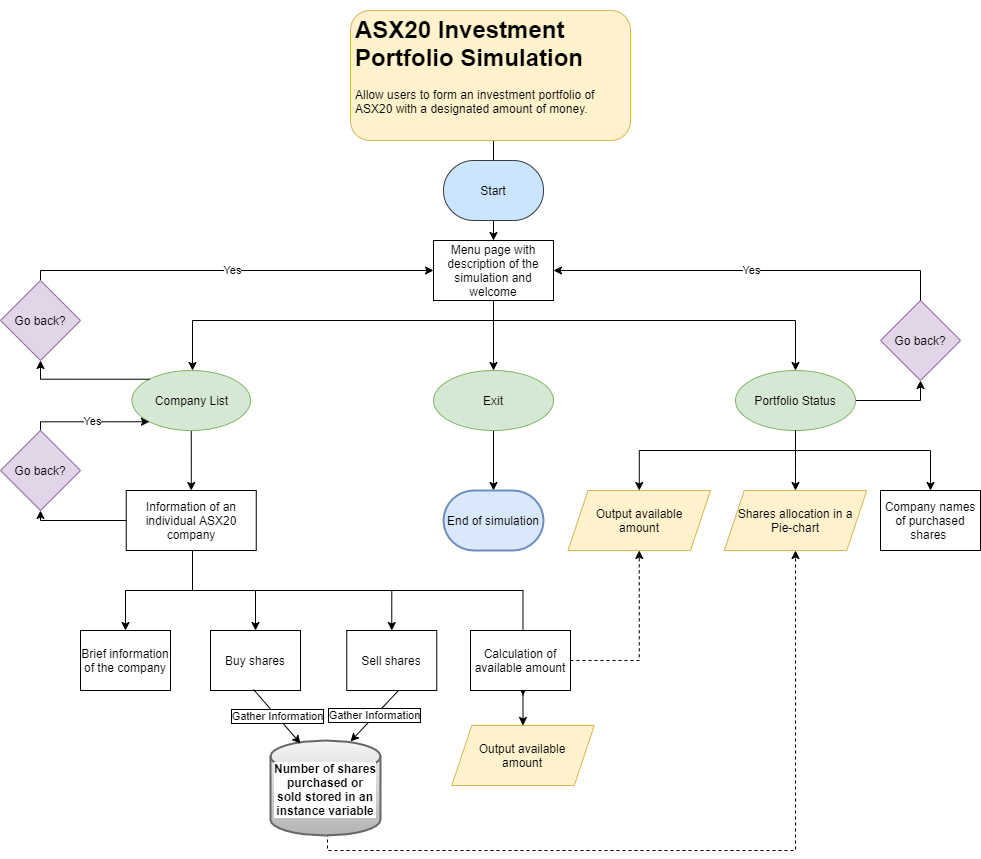 ASX20 Investment
Portfolio Simulation
Allow users to form an investment portfolio of
ASX20 with a designated amount of money.
Start
Menu page with
description of the
simulation and
welcome
Yes
Yes
Go back?
Go back?
Company List
Exit
Portfolio Status
Yes
Go back?
Information of an
individual ASX20
company
End of simulation
Output available
amount
Shares allocation in a
Pie-chart
Company names
of purchased
shares
Brief information
of the company
Buy shares
Sell shares
Calculation of
available amount
Gather Information
Gather Information
Output available
amount
Number of shares
purchased or
sold stored in an
instance variable